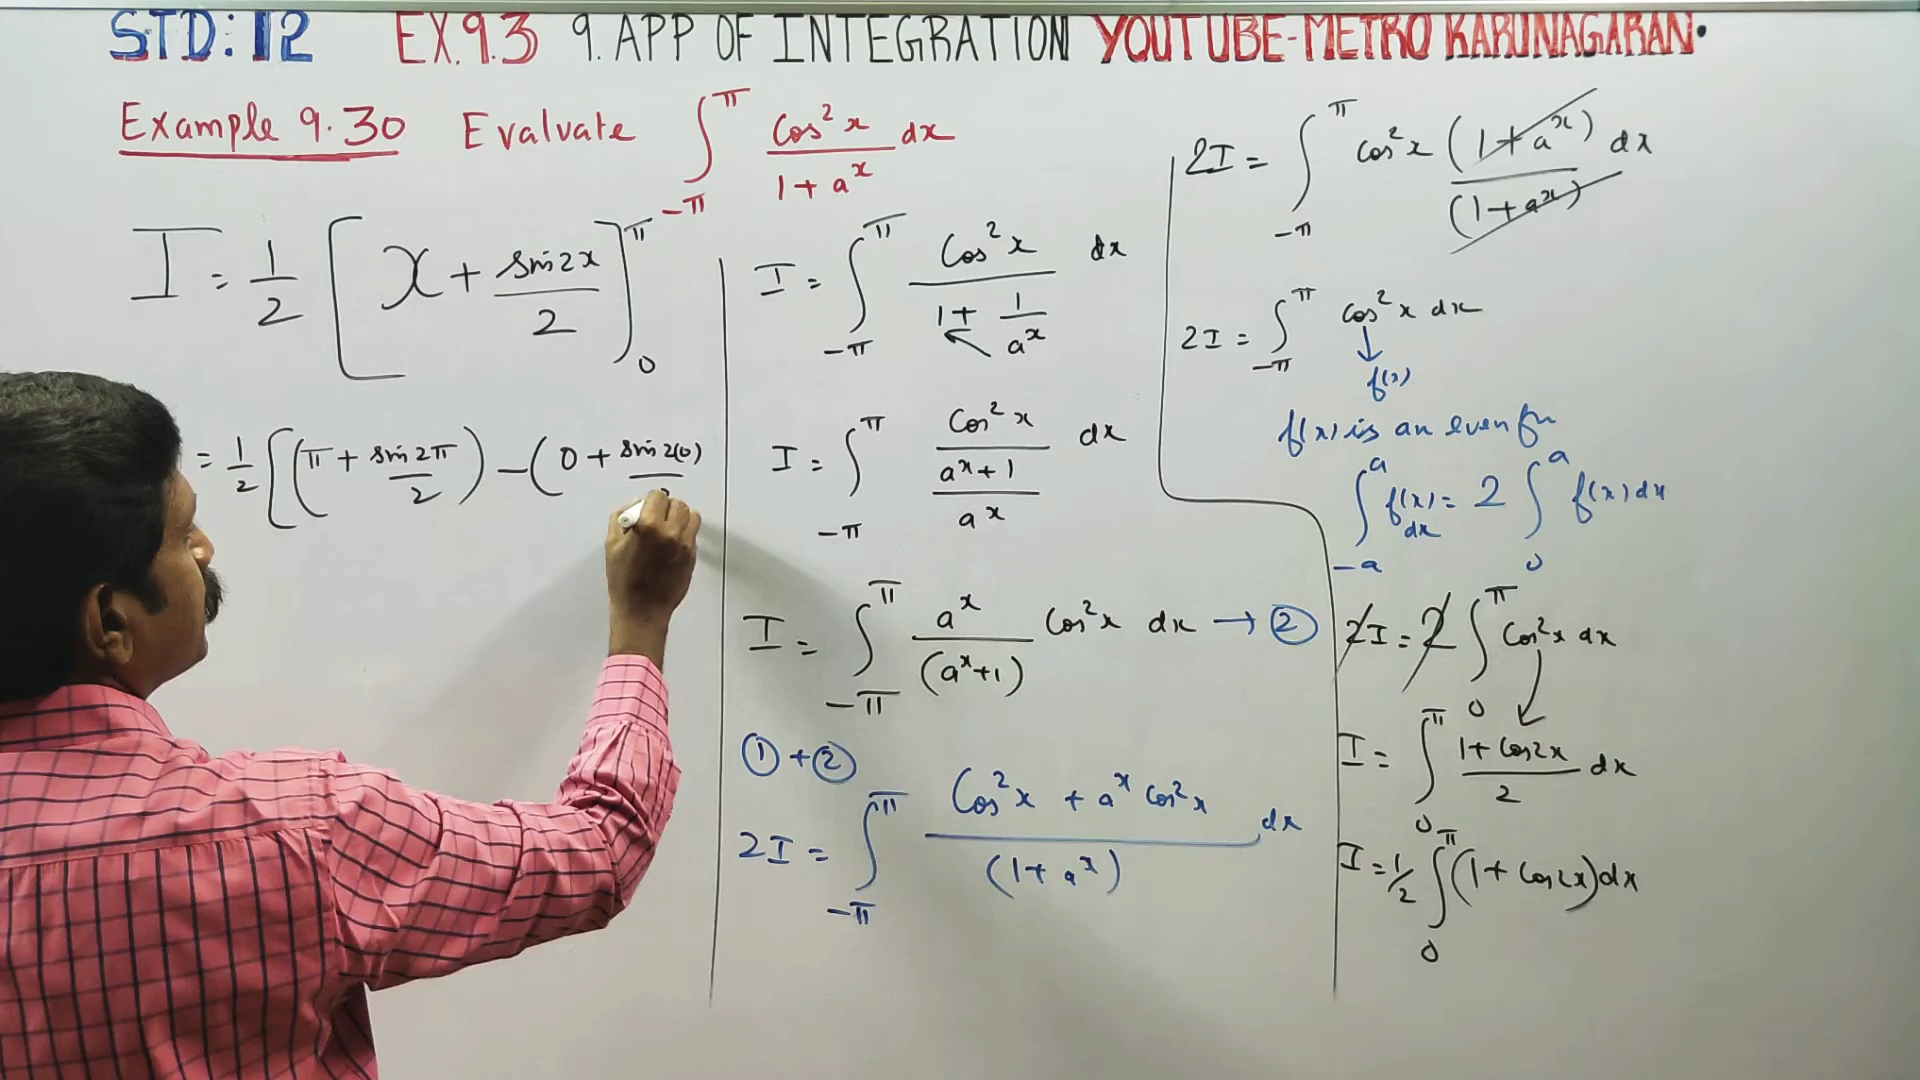 STD: 12 EX.9.3 9. APP OF INTEGRATION YOUTUBE-METRO KARUNAGARAN.
Example 9.30 Evaluate ∫_{-π}^{π} cos²x / (1 + a^x) dx
I = 1/2 [x + sin2x/2]_0^π
= 1/2 [(π + sin2π/2) - (0 + sin2(0)
I = ∫_{-π}^{π} cos²x / (1 + 1/a^x) dx
I = ∫_{-π}^{π} cos²x / ((a^x + 1)/a^x) dx
I = ∫_{-π}^{π} a^x/(a^x+1) cos²x dx → ②
① + ②
2I = ∫_{-π}^{π} (cos²x + a^x cos²x)/(1 + a^x) dx
2I = ∫_{-π}^{π} cos²x (1 + a^x)/(1 + a^x) dx
2I = ∫_{-π}^{π} cos²x dx
f(x)
f(x) is an even fn
∫_{-a}^{a} f(x) dx = 2 ∫_0^a f(x) dx
2I = 2 ∫_0^π cos²x dx
I = ∫_0^π (1 + cos2x)/2 dx
I = 1/2 ∫_0^π (1 + cos2x) dx